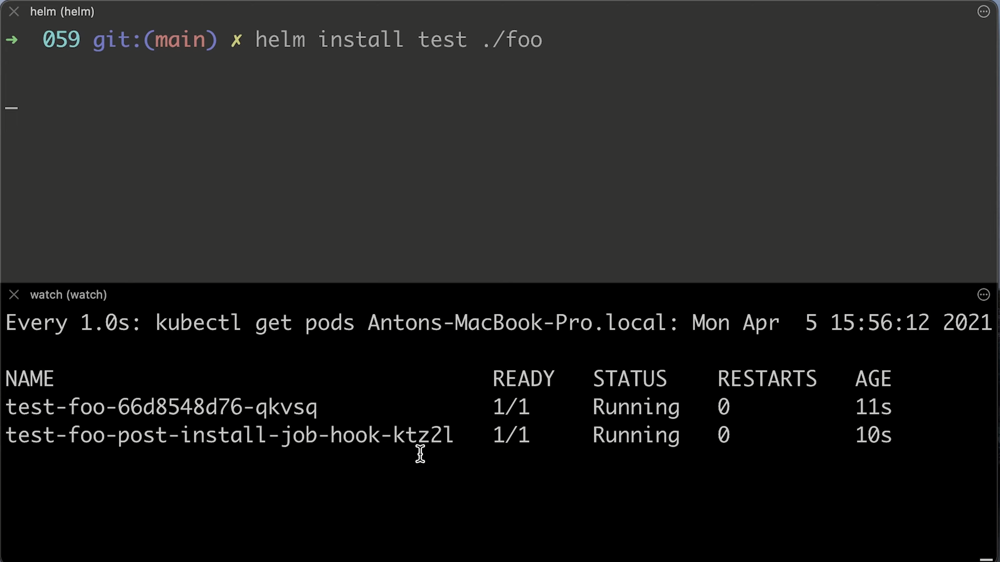 helm (helm)
➜  059 git:(main) ✗ helm install test ./foo
watch (watch)
Every 1.0s: kubectl get pods Antons-MacBook-Pro.local: Mon Apr  5 15:56:12 2021
NAME READY STATUS RESTARTS AGE
test-foo-66d8548d76-qkvsq 1/1 Running 0 11s
test-foo-post-install-job-hook-ktz2l 1/1 Running 0 10s